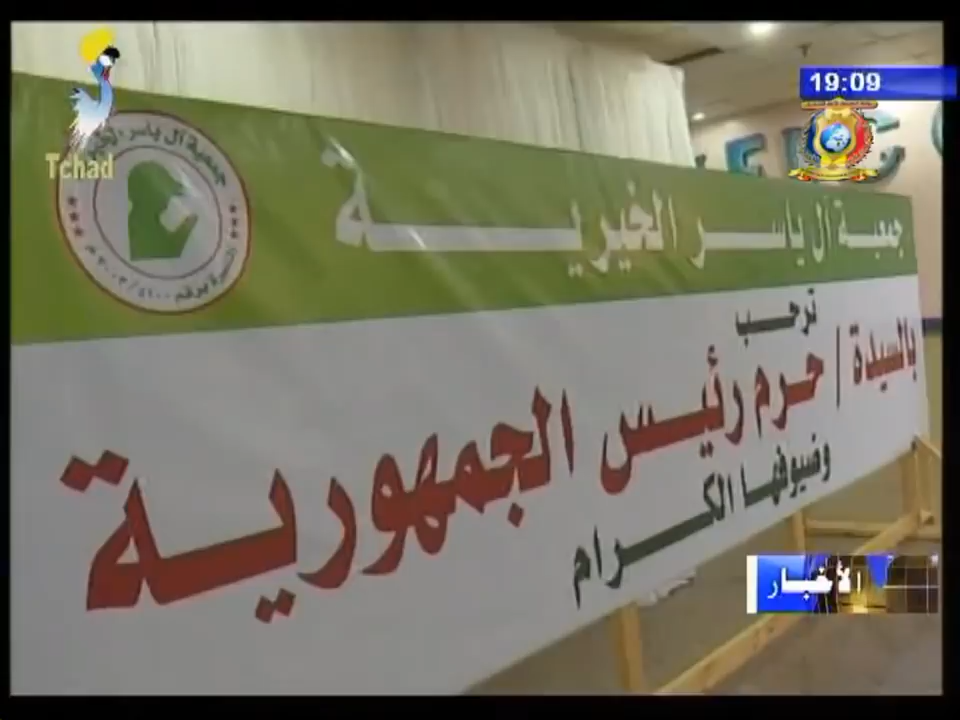 19:09
Tchad
جمعية آل ياسر الخيرية
ترحب
بالسيدة / حرم رئيس الجمهورية
وضيوفها الكرام
الأخبار